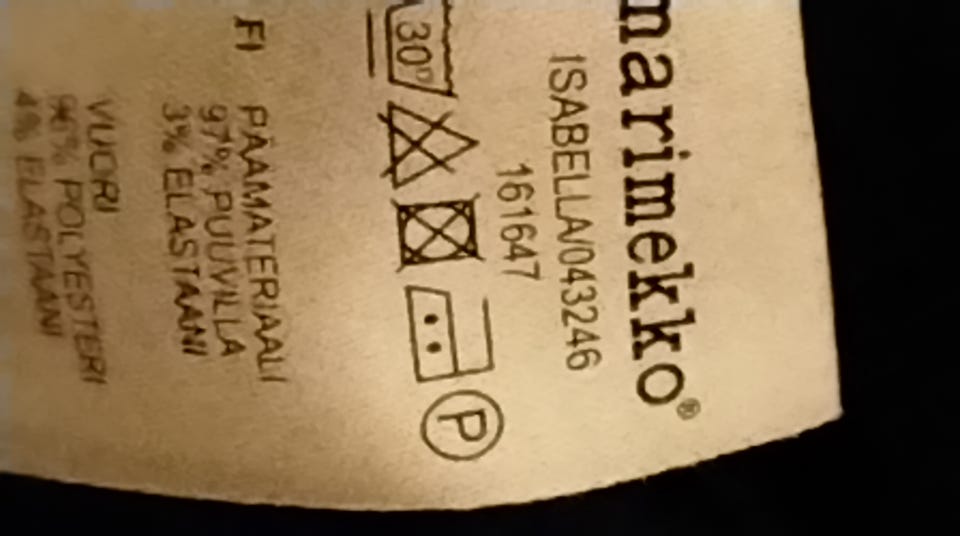 marimekko®
ISABELLA/043246
161647
30°
P
FI PÄÄMATERIAALI
97% PUUVILLA
3% ELASTAANI
VUORI
96% POLYESTERI
4% ELASTAANI